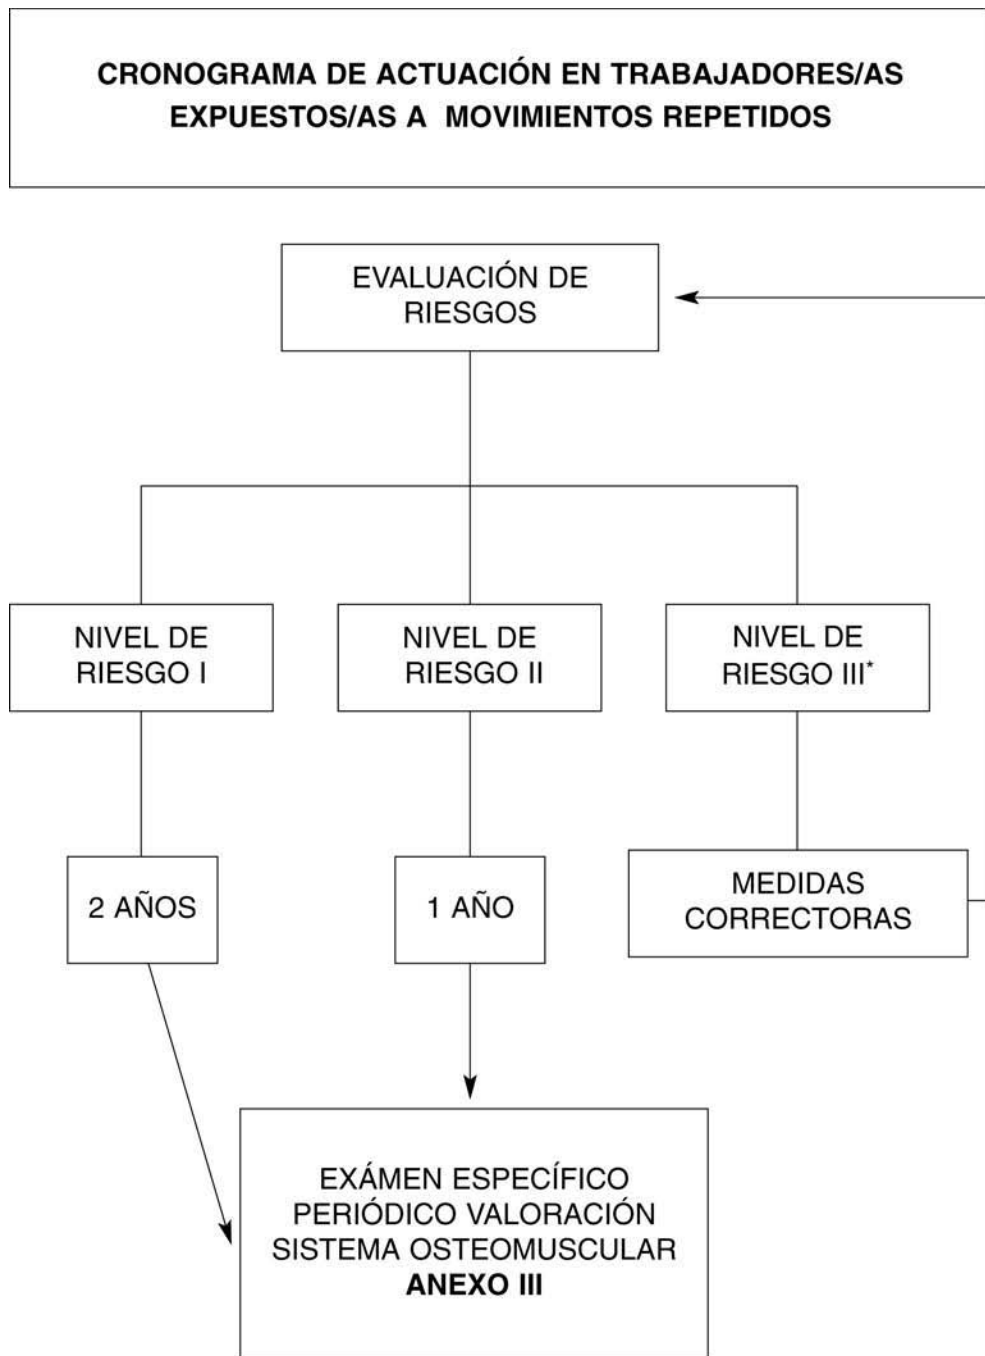 CRONOGRAMA DE ACTUACIÓN EN TRABAJADORES/AS
EXPUESTOS/AS A MOVIMIENTOS REPETIDOS
EVALUACIÓN DE
RIESGOS
NIVEL DE
RIESGO I
NIVEL DE
RIESGO II
NIVEL DE
RIESGO III*
2 AÑOS
1 AÑO
MEDIDAS
CORRECTORAS
EXÁMEN ESPECÍFICO
PERIÓDICO VALORACIÓN
SISTEMA OSTEOMUSCULAR
ANEXO III